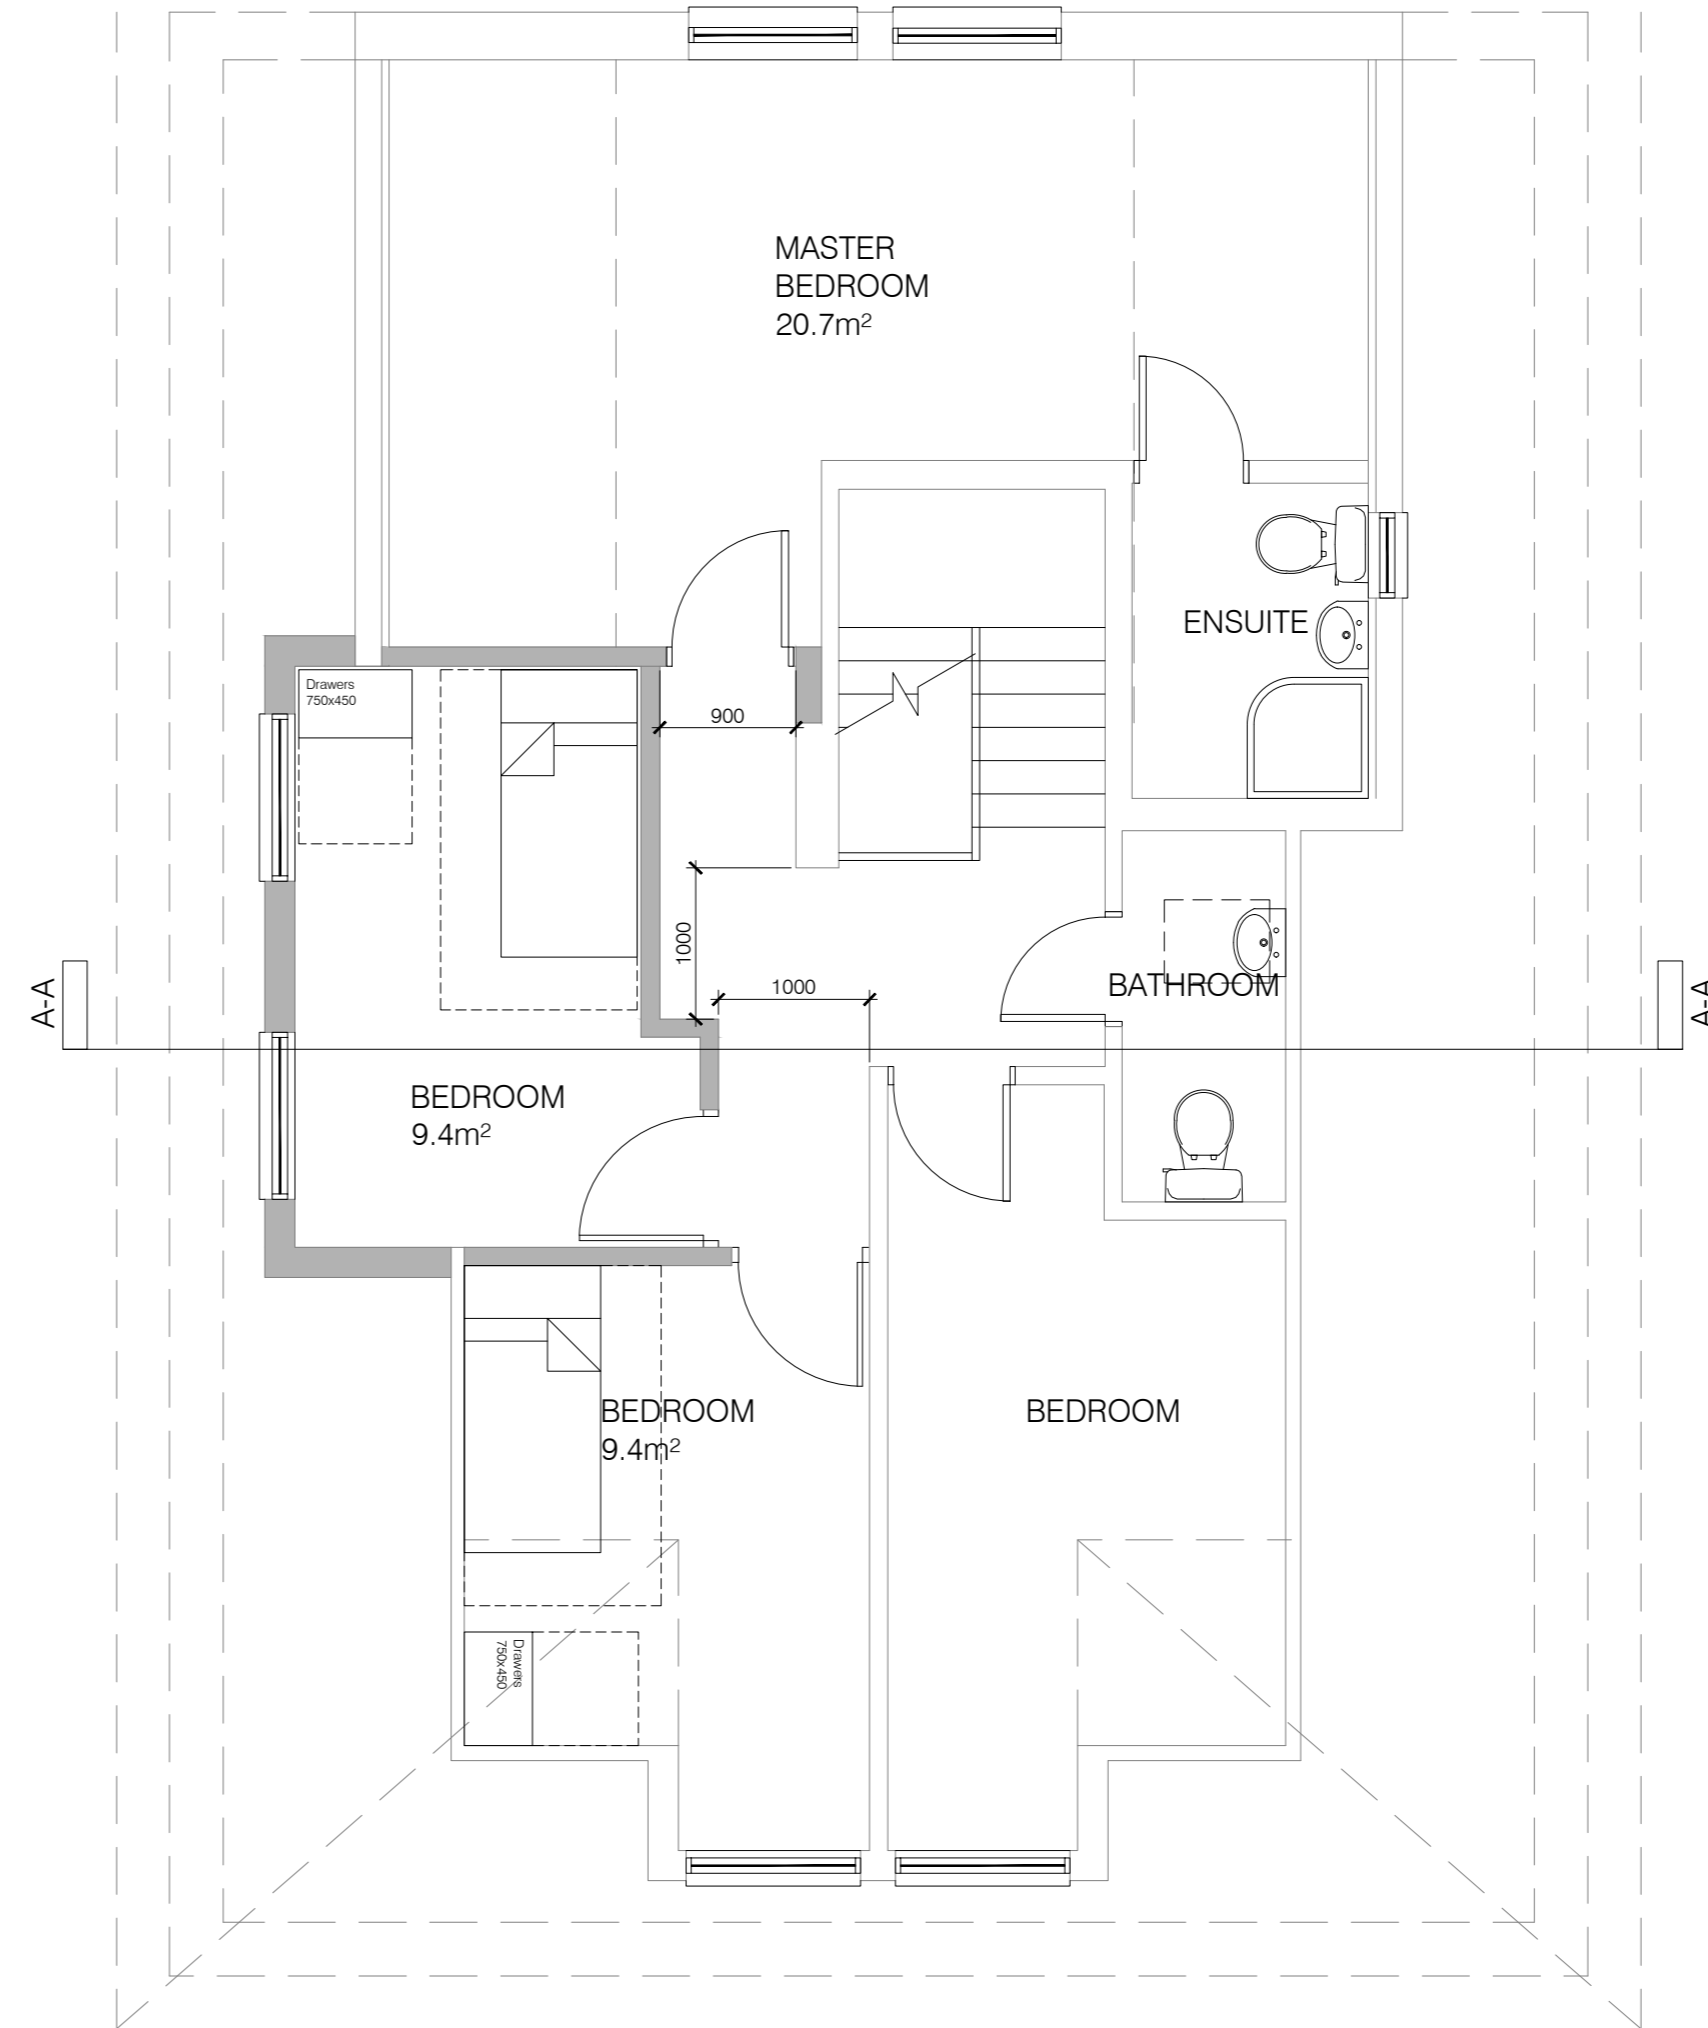 MASTER
BEDROOM
20.7m²
ENSUITE
Drawers
750x450
900
1000
1000
BATHROOM
A-A
A-A
BEDROOM
9.4m²
BEDROOM
9.4m²
BEDROOM
Drawers
750x450